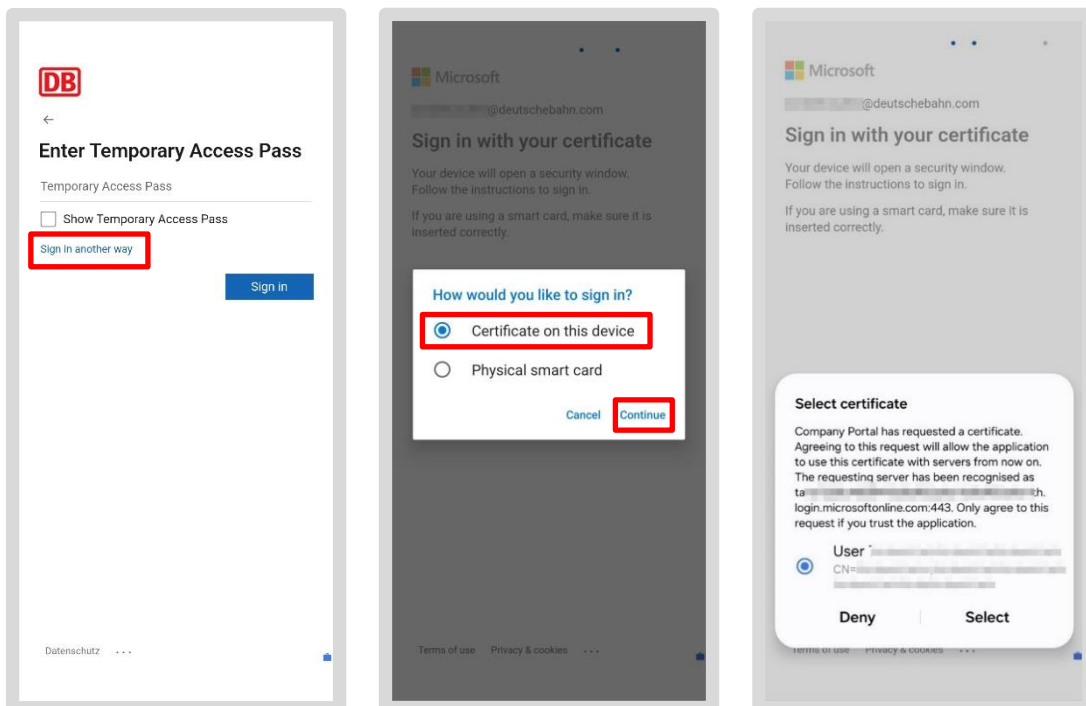 DB
Enter Temporary Access Pass
Temporary Access Pass
Show Temporary Access Pass
Sign in another way
Sign in
Datenschutz ...
Microsoft
@deutschebahn.com
Sign in with your certificate
Your device will open a security window.
Follow the instructions to sign in.
If you are using a smart card, make sure it is
inserted correctly.
How would you like to sign in?
Certificate on this device
Physical smart card
Cancel Continue
Terms of use Privacy & cookies ...
Microsoft
@deutschebahn.com
Sign in with your certificate
Your device will open a security window.
Follow the instructions to sign in.
If you are using a smart card, make sure it is
inserted correctly.
Select certificate
Company Portal has requested a certificate.
Agreeing to this request will allow the application
to use this certificate with servers from now on.
The requesting server has been recognised as
ta ch.
login.microsoftonline.com:443. Only agree to this
request if you trust the application.
User
CN=
Deny Select
Terms of use Privacy & cookies ...